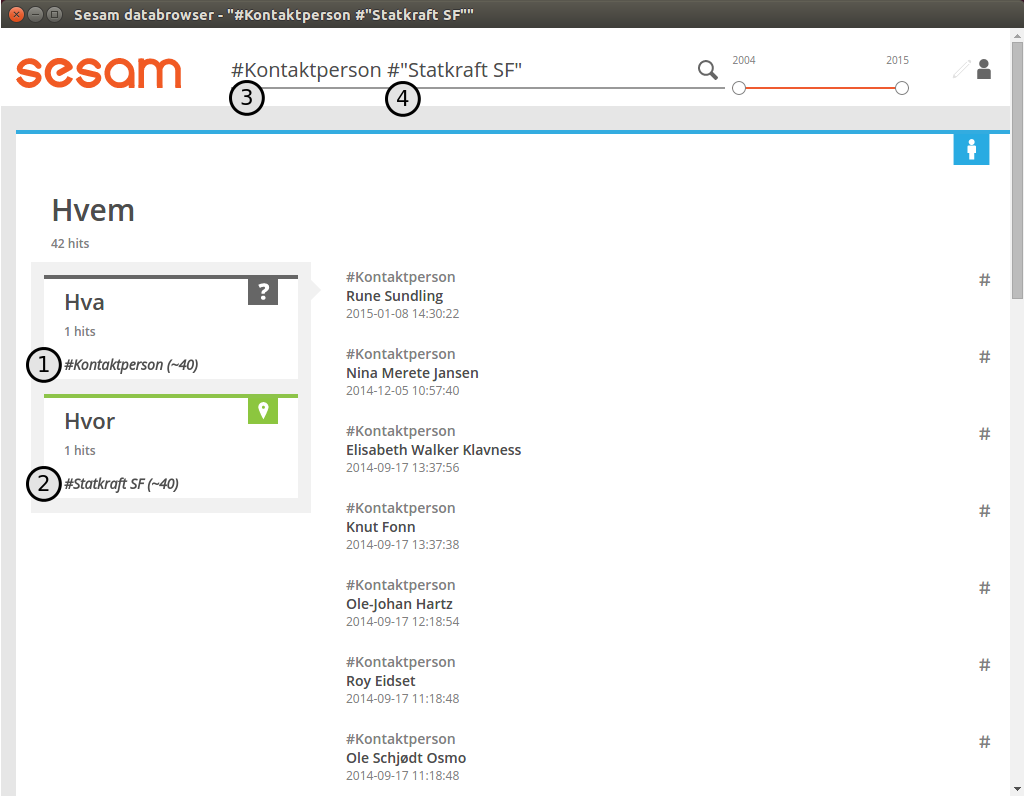 Sesam databrowser - "#Kontaktperson #"Statkraft SF""
sesam
#Kontaktperson #"Statkraft SF"
2004
2015
3
4
Hvem
42 hits
Hva
?
1 hits
1
#Kontaktperson (~40)
Hvor
1 hits
2
#Statkraft SF (~40)
#Kontaktperson
#
Rune Sundling
2015-01-08 14:30:22
#Kontaktperson
#
Nina Merete Jansen
2014-12-05 10:57:40
#Kontaktperson
#
Elisabeth Walker Klavness
2014-09-17 13:37:56
#Kontaktperson
#
Knut Fonn
2014-09-17 13:37:38
#Kontaktperson
#
Ole-Johan Hartz
2014-09-17 12:18:54
#Kontaktperson
#
Roy Eidset
2014-09-17 11:18:48
#Kontaktperson
#
Ole Schjødt Osmo
2014-09-17 11:18:48